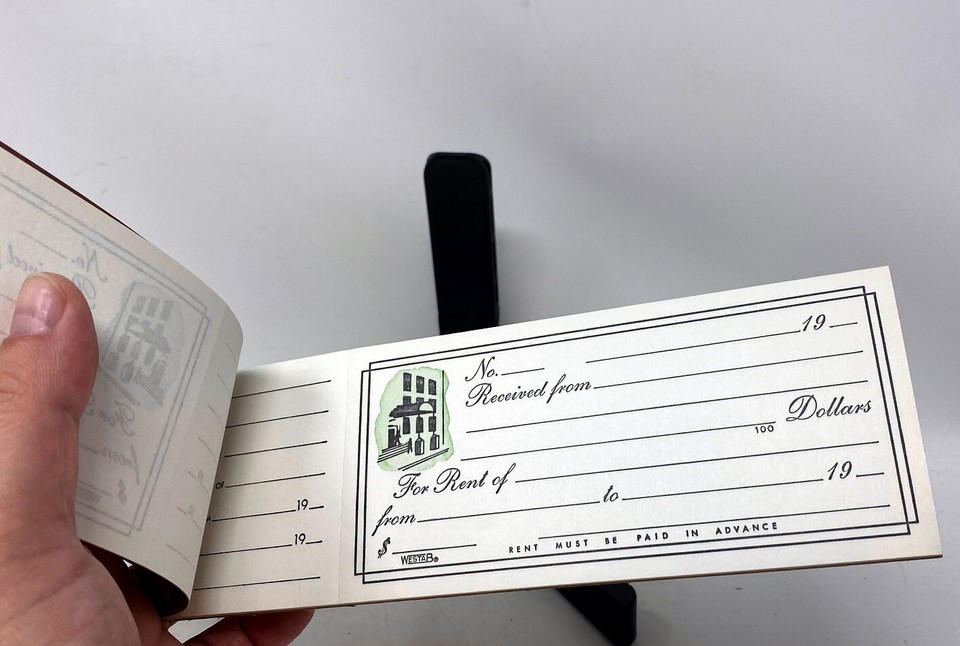 No. 19
Received from
100 Dollars
For Rent of
from to 19
$ WESTAB® RENT MUST BE PAID IN ADVANCE
OF
19
19